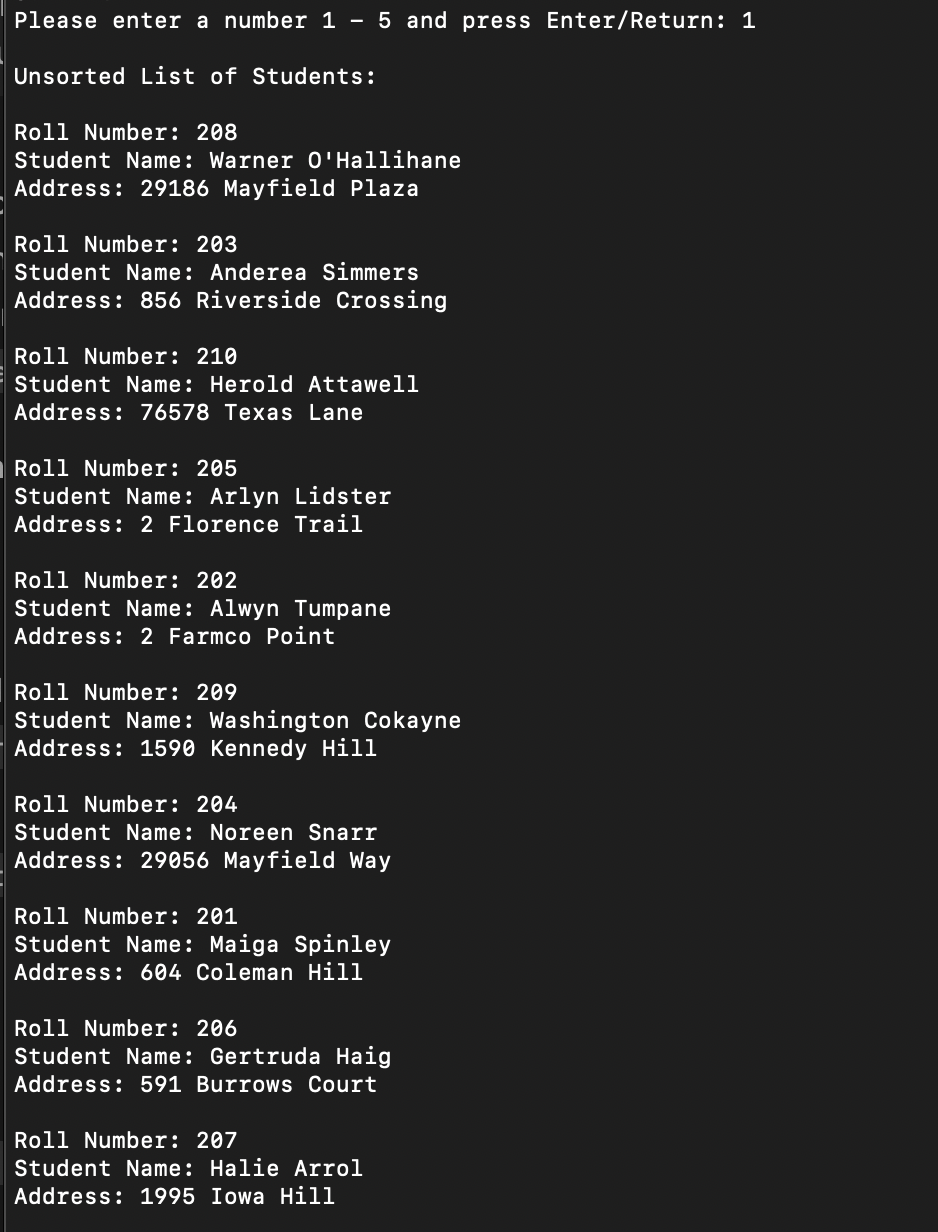 Please enter a number 1 – 5 and press Enter/Return: 1
Unsorted List of Students:
Roll Number: 208
Student Name: Warner O'Hallihane
Address: 29186 Mayfield Plaza
Roll Number: 203
Student Name: Anderea Simmers
Address: 856 Riverside Crossing
Roll Number: 210
Student Name: Herold Attawell
Address: 76578 Texas Lane
Roll Number: 205
Student Name: Arlyn Lidster
Address: 2 Florence Trail
Roll Number: 202
Student Name: Alwyn Tumpane
Address: 2 Farmco Point
Roll Number: 209
Student Name: Washington Cokayne
Address: 1590 Kennedy Hill
Roll Number: 204
Student Name: Noreen Snarr
Address: 29056 Mayfield Way
Roll Number: 201
Student Name: Maiga Spinley
Address: 604 Coleman Hill
Roll Number: 206
Student Name: Gertruda Haig
Address: 591 Burrows Court
Roll Number: 207
Student Name: Halie Arrol
Address: 1995 Iowa Hill